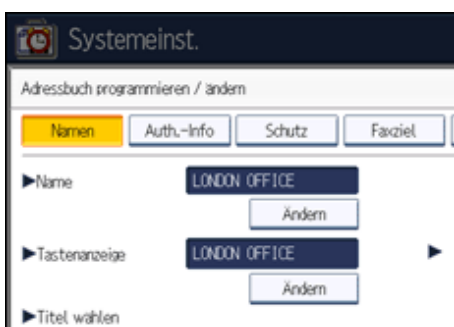 Systemeinst.
Adressbuch programmieren / ändern
Namen Auth.-Info Schutz Faxziel
►Name LONDON OFFICE
Ändern
►Tastenanzeige LONDON OFFICE ►
Ändern
►Titel wählen